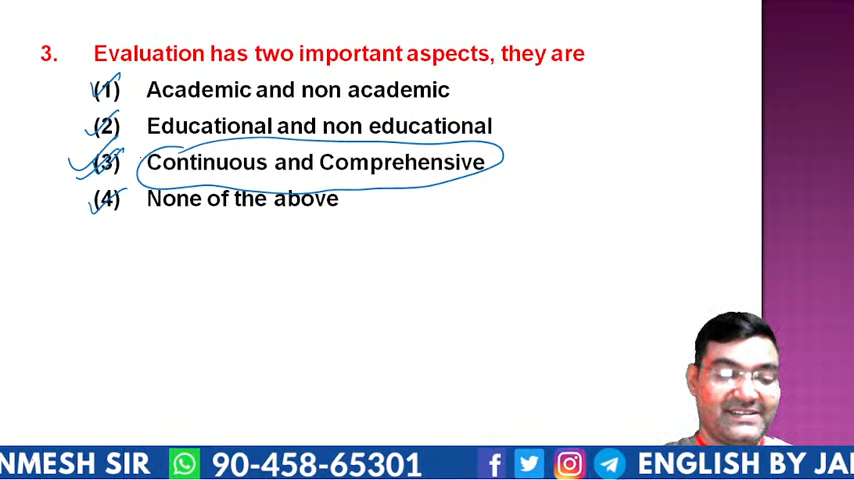 3. Evaluation has two important aspects, they are
(1) Academic and non academic
(2) Educational and non educational
(3) Continuous and Comprehensive
(4) None of the above
NMESH SIR 90-458-65301 ENGLISH BY JA